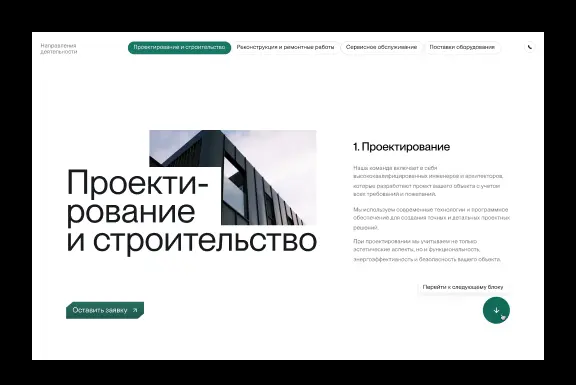 Направления
деятельности
Проектирование и строительство
Реконструкция и ремонтные работы
Сервисное обслуживание
Поставки оборудования
Проекти-
рование
и строительство
1. Проектирование
Наша команда включает в себя
высококвалифицированных инженеров и архитекторов,
которые разработают проект вашего объекта с учетом
всех требований и пожеланий.
Мы используем современные технологии и программное
обеспечение для создания точных и детальных проектных
решений.
При проектировании мы учитываем не только
эстетические аспекты, но и функциональность,
энергоэффективность и безопасность вашего объекта.
Перейти к следующему блоку
Оставить заявку